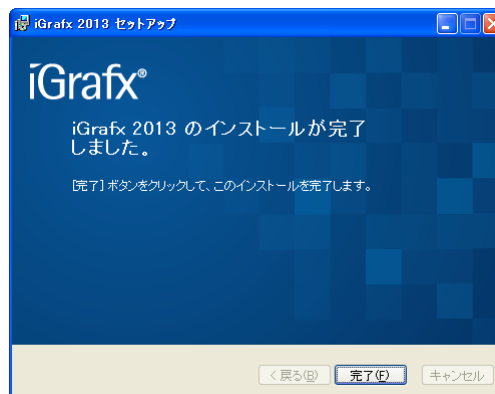 iGrafx 2013 セットアップ
iGrafx®
iGrafx 2013 のインストールが完了
しました。
[完了] ボタンをクリックして、このインストールを完了します。
< 戻る(B) 完了(F) キャンセル